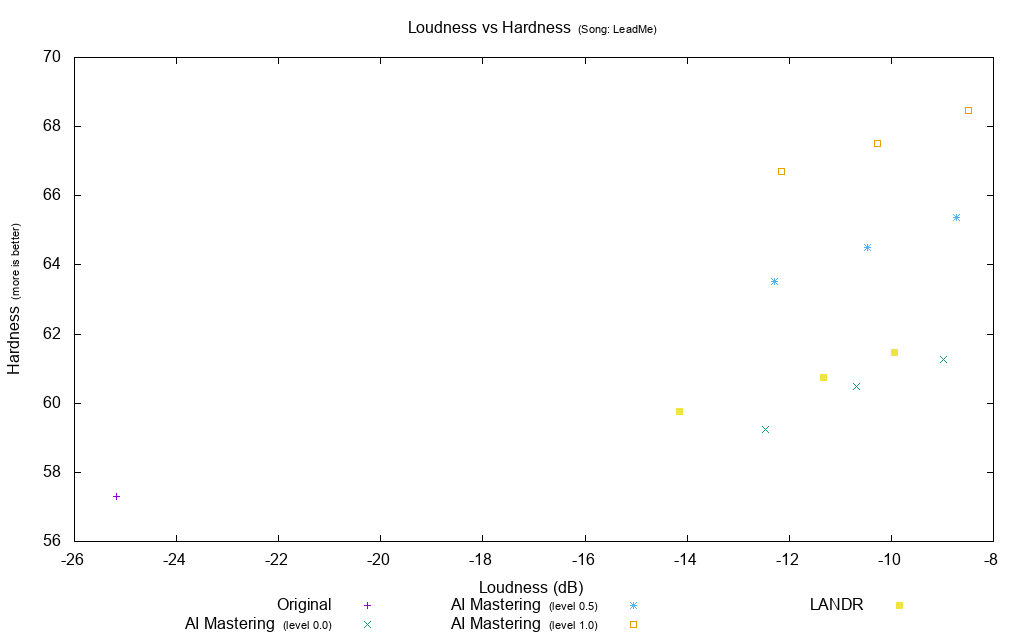 Loudness vs Hardness (Song: LeadMe)
70
68
66
64
62
60
58
56
Hardness (more is better)
-26 -24 -22 -20 -18 -16 -14 -12 -10 -8
Loudness (dB)
Original AI Mastering (level 0.5) LANDR
AI Mastering (level 0.0) AI Mastering (level 1.0)